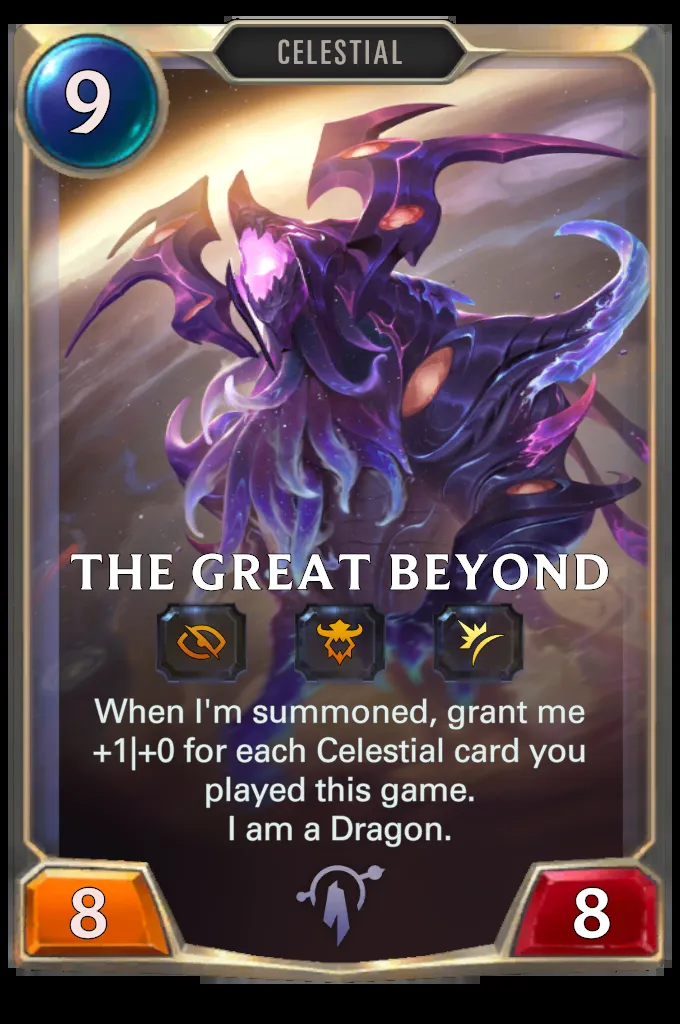 CELESTIAL
9
THE GREAT BEYOND
When I'm summoned, grant me
+1|+0 for each Celestial card you
played this game.
I am a Dragon.
8
8